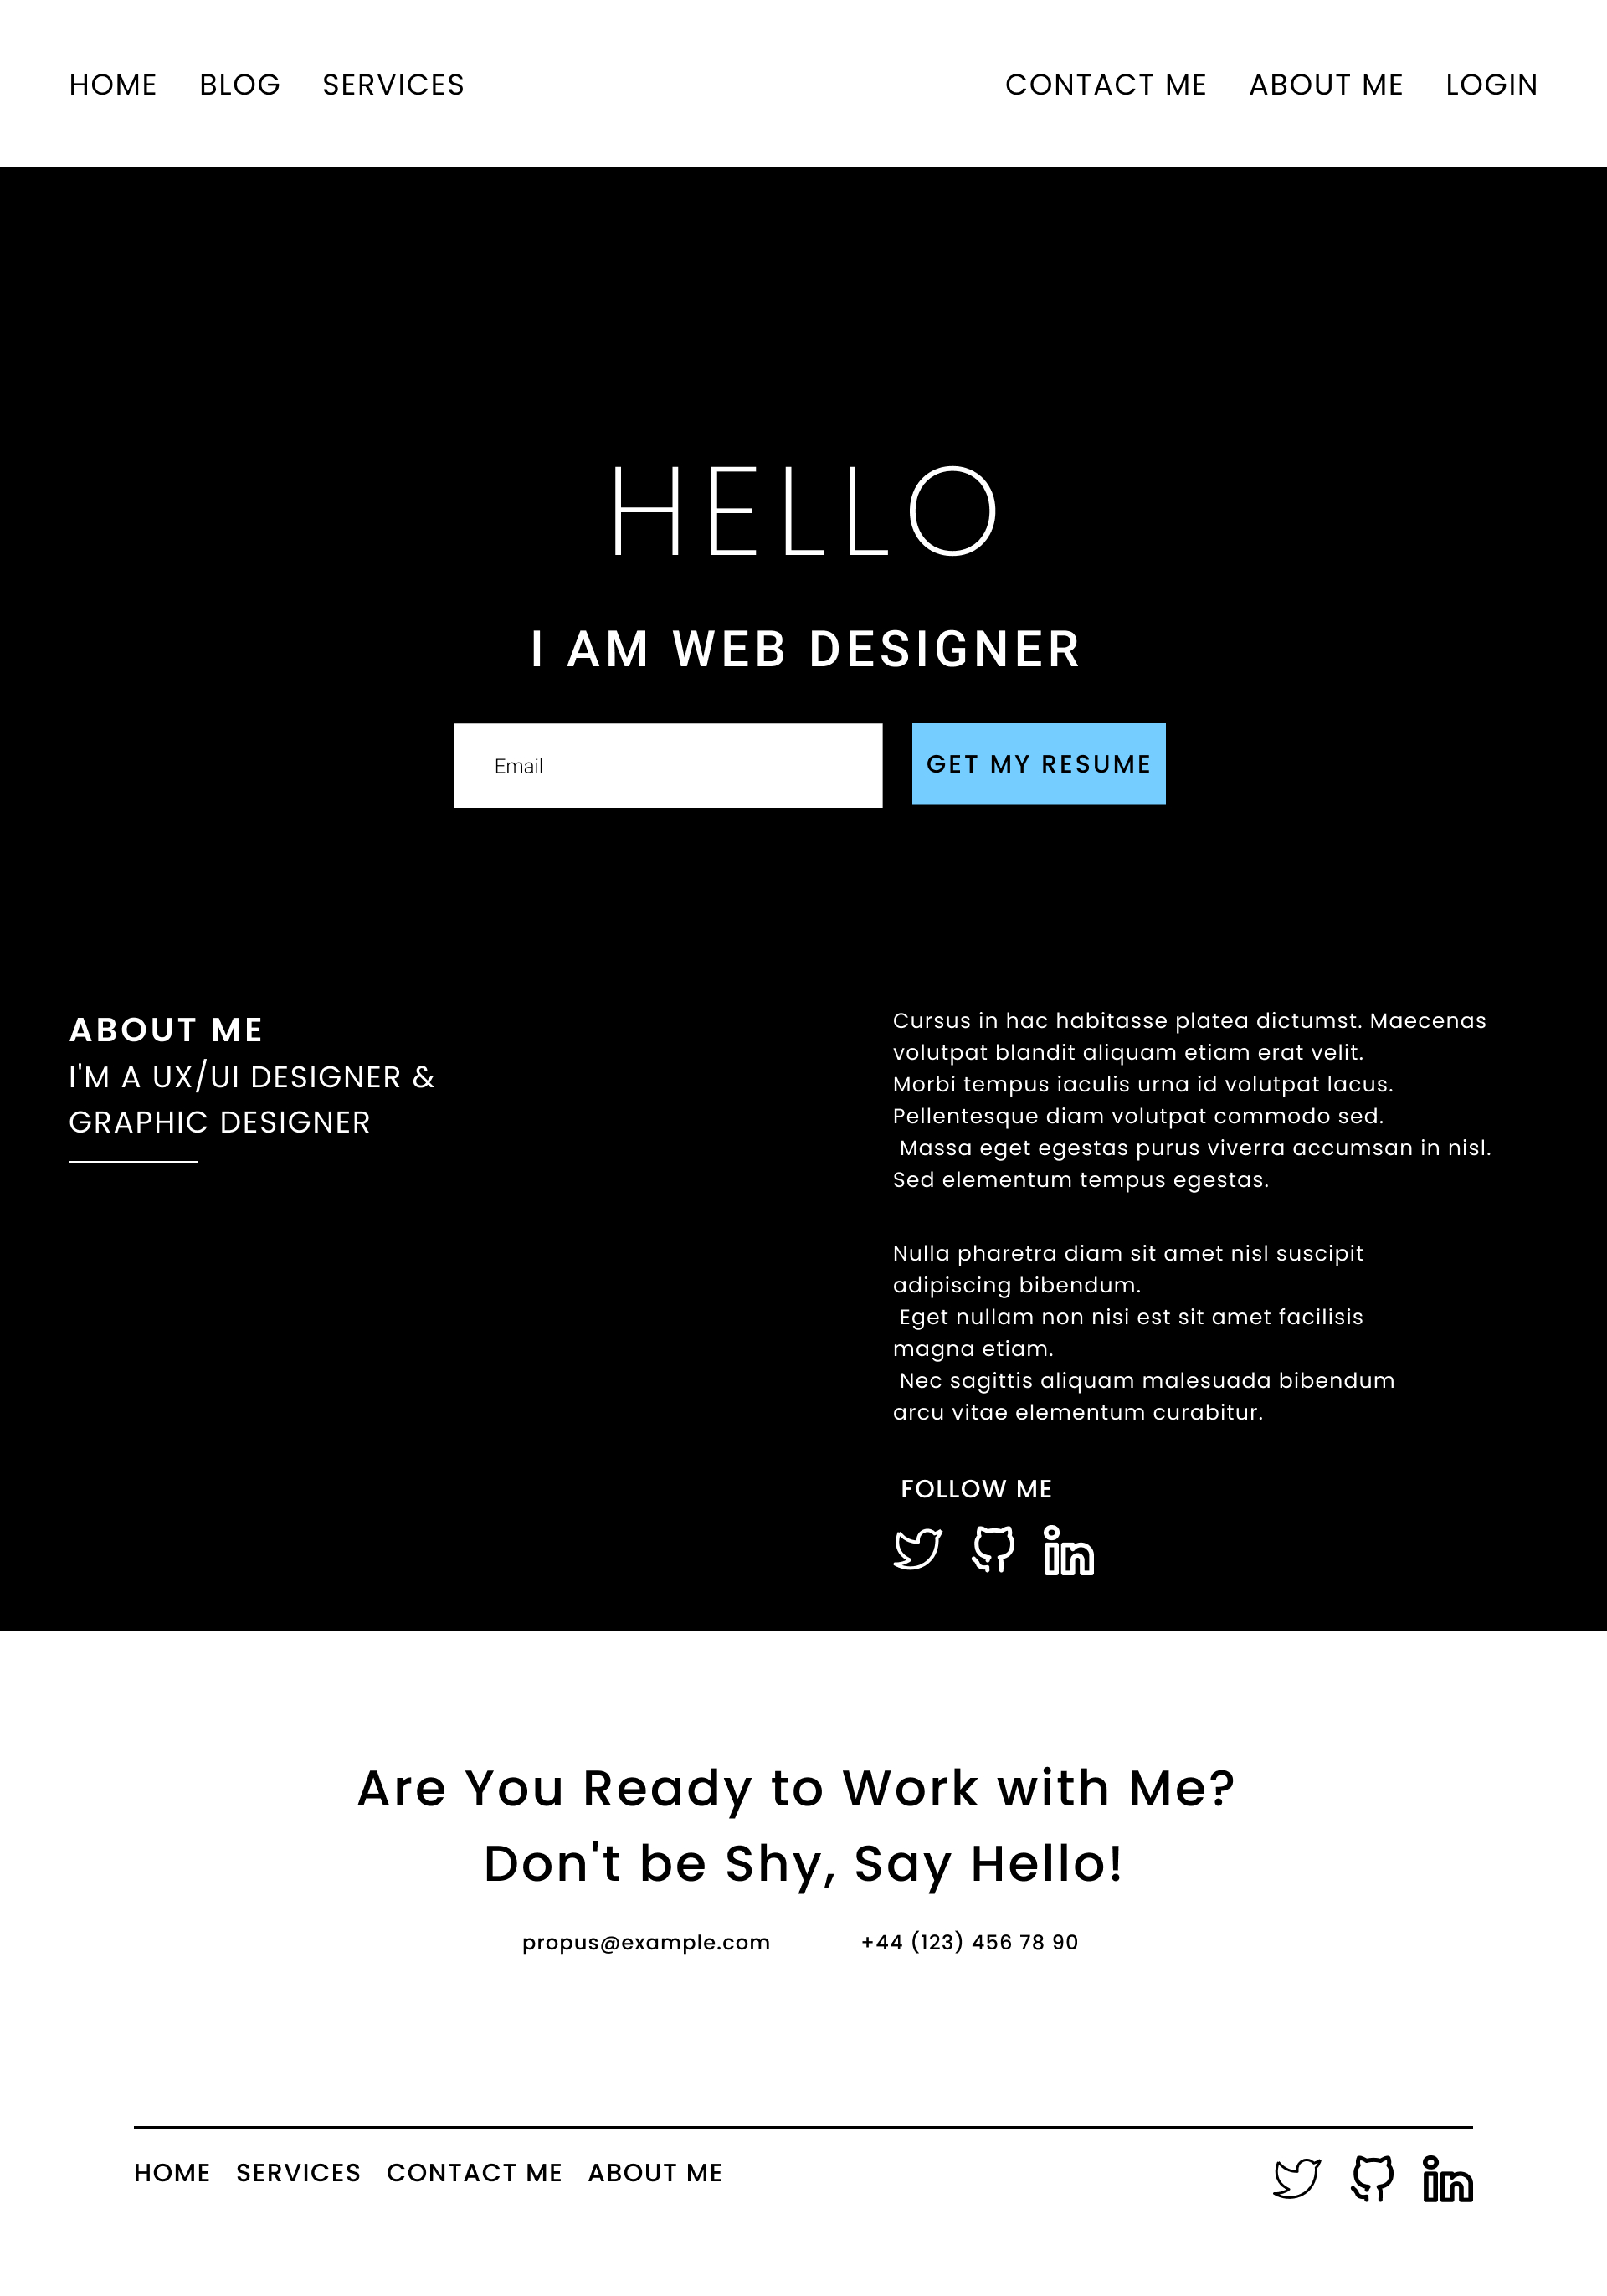 HOME BLOG SERVICES CONTACT ME ABOUT ME LOGIN
HELLO
I AM WEB DESIGNER
Email GET MY RESUME
ABOUT ME
I'M A UX/UI DESIGNER &
GRAPHIC DESIGNER
Cursus in hac habitasse platea dictumst. Maecenas
volutpat blandit aliquam etiam erat velit.
Morbi tempus iaculis urna id volutpat lacus.
Pellentesque diam volutpat commodo sed.
Massa eget egestas purus viverra accumsan in nisl.
Sed elementum tempus egestas.
Nulla pharetra diam sit amet nisl suscipit
adipiscing bibendum.
Eget nullam non nisi est sit amet facilisis
magna etiam.
Nec sagittis aliquam malesuada bibendum
arcu vitae elementum curabitur.
FOLLOW ME
in
Are You Ready to Work with Me?
Don't be Shy, Say Hello!
propus@example.com +44 (123) 456 78 90
HOME SERVICES CONTACT ME ABOUT ME in